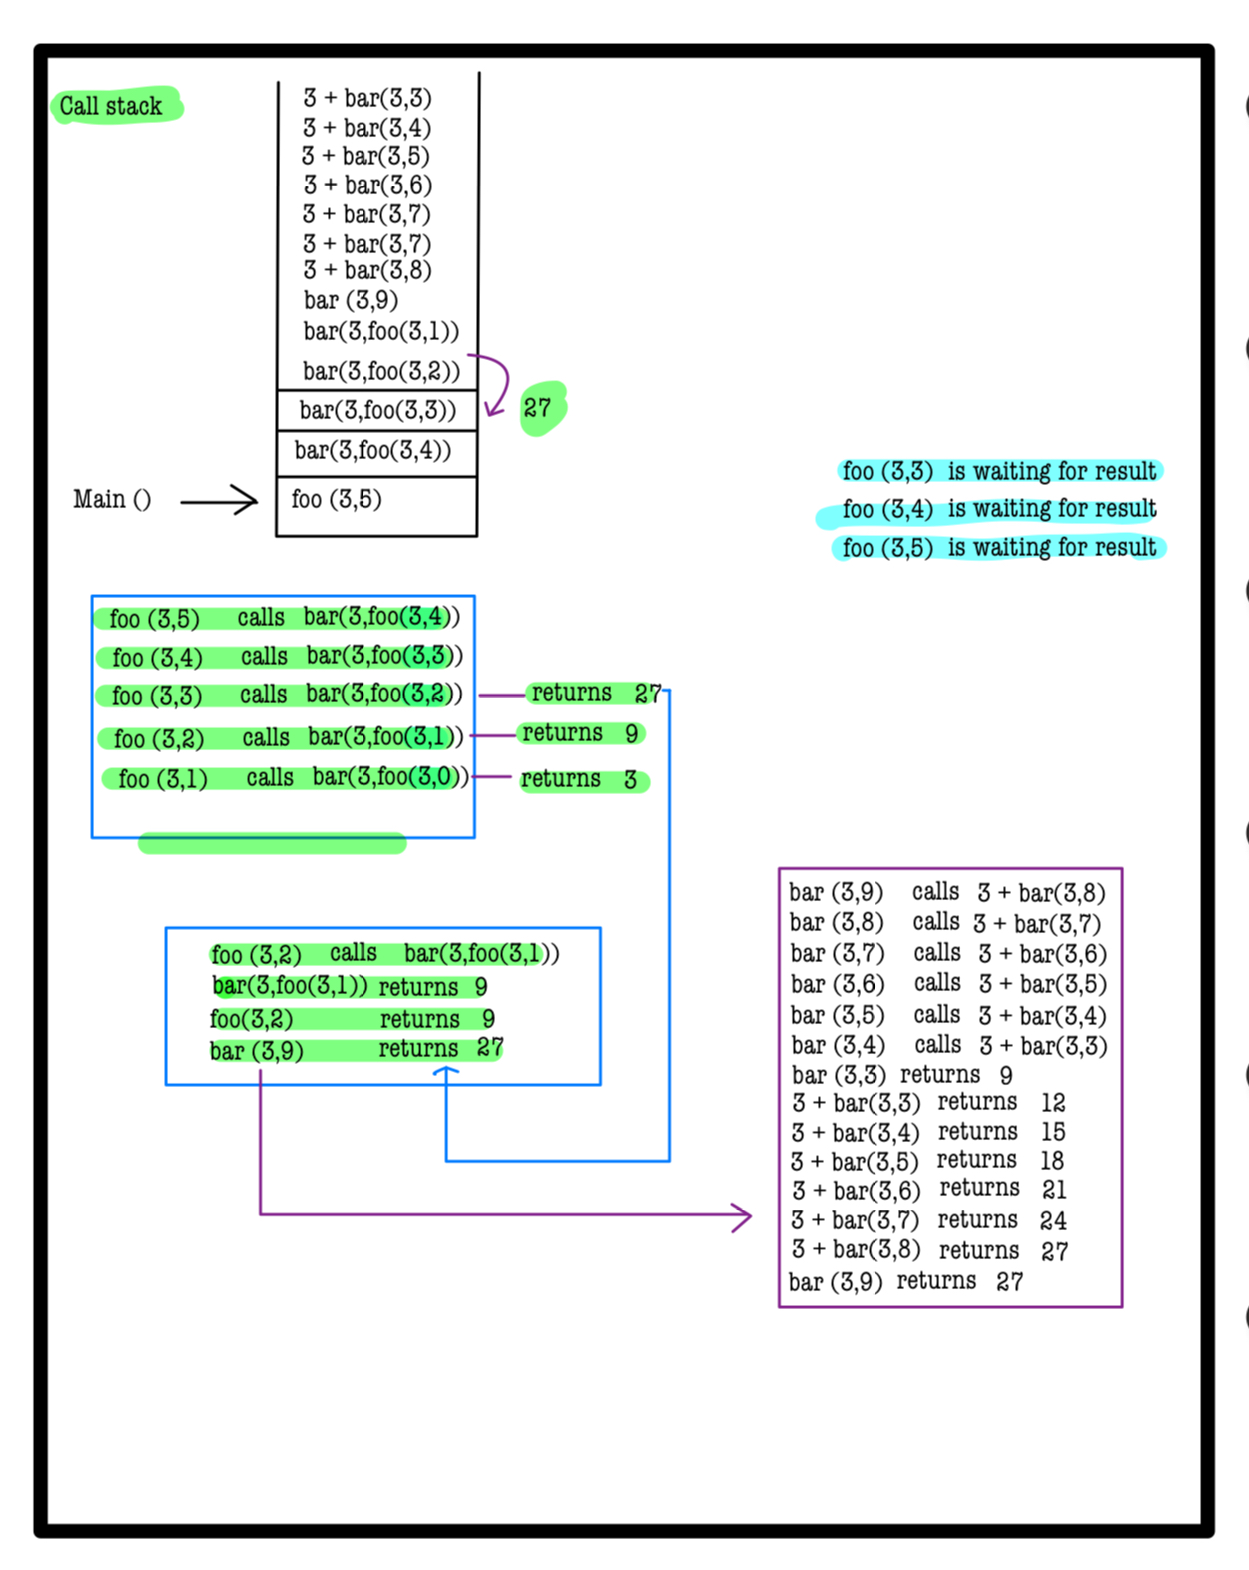 Call stack
3 + bar(3,3)
3 + bar(3,4)
3 + bar(3,5)
3 + bar(3,6)
3 + bar(3,7)
3 + bar(3,7)
3 + bar(3,8)
bar (3,9)
bar(3,foo(3,1))
bar(3,foo(3,2))
bar(3,foo(3,3)) 27
bar(3,foo(3,4))
Main () foo (3,5)
foo (3,3) is waiting for result
foo (3,4) is waiting for result
foo (3,5) is waiting for result
foo (3,5) calls bar(3,foo(3,4))
foo (3,4) calls bar(3,foo(3,3))
foo (3,3) calls bar(3,foo(3,2)) returns 27
foo (3,2) calls bar(3,foo(3,1)) returns 9
foo (3,1) calls bar(3,foo(3,0)) returns 3
foo (3,2) calls bar(3,foo(3,1))
bar(3,foo(3,1)) returns 9
foo(3,2) returns 9
bar (3,9) returns 27
bar (3,9) calls 3 + bar(3,8)
bar (3,8) calls 3 + bar(3,7)
bar (3,7) calls 3 + bar(3,6)
bar (3,6) calls 3 + bar(3,5)
bar (3,5) calls 3 + bar(3,4)
bar (3,4) calls 3 + bar(3,3)
bar (3,3) returns 9
3 + bar(3,3) returns 12
3 + bar(3,4) returns 15
3 + bar(3,5) returns 18
3 + bar(3,6) returns 21
3 + bar(3,7) returns 24
3 + bar(3,8) returns 27
bar (3,9) returns 27